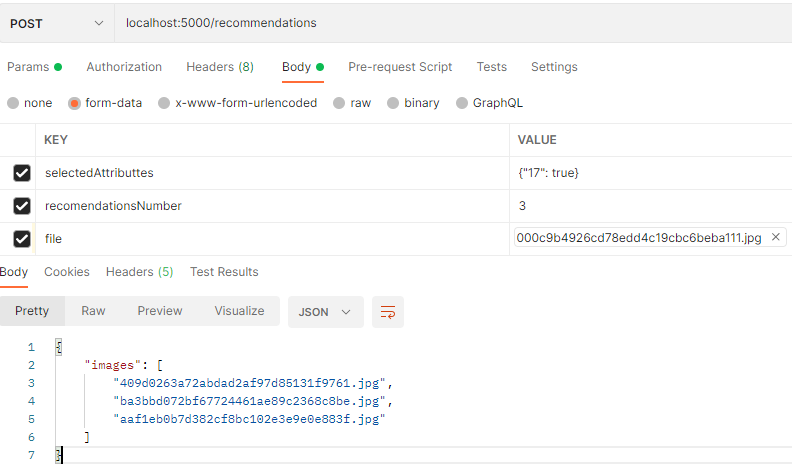 POST localhost:5000/recommendations
Params Authorization Headers (8) Body Pre-request Script Tests Settings
none form-data x-www-form-urlencoded raw binary GraphQL
KEY VALUE
selectedAttributtes {"17": true}
recomendationsNumber 3
file 000c9b4926cd78edd4c19cbc6beba111.jpg
Body Cookies Headers (5) Test Results
Pretty Raw Preview Visualize JSON
1 {
2 "images": [
3 "409d0263a72abdad2af97d85131f9761.jpg",
4 "ba3bbd072bf67724461ae89c2368c8be.jpg",
5 "aaf1eb0b7d382cf8bc102e3e9e0e883f.jpg"
6 ]
7 }